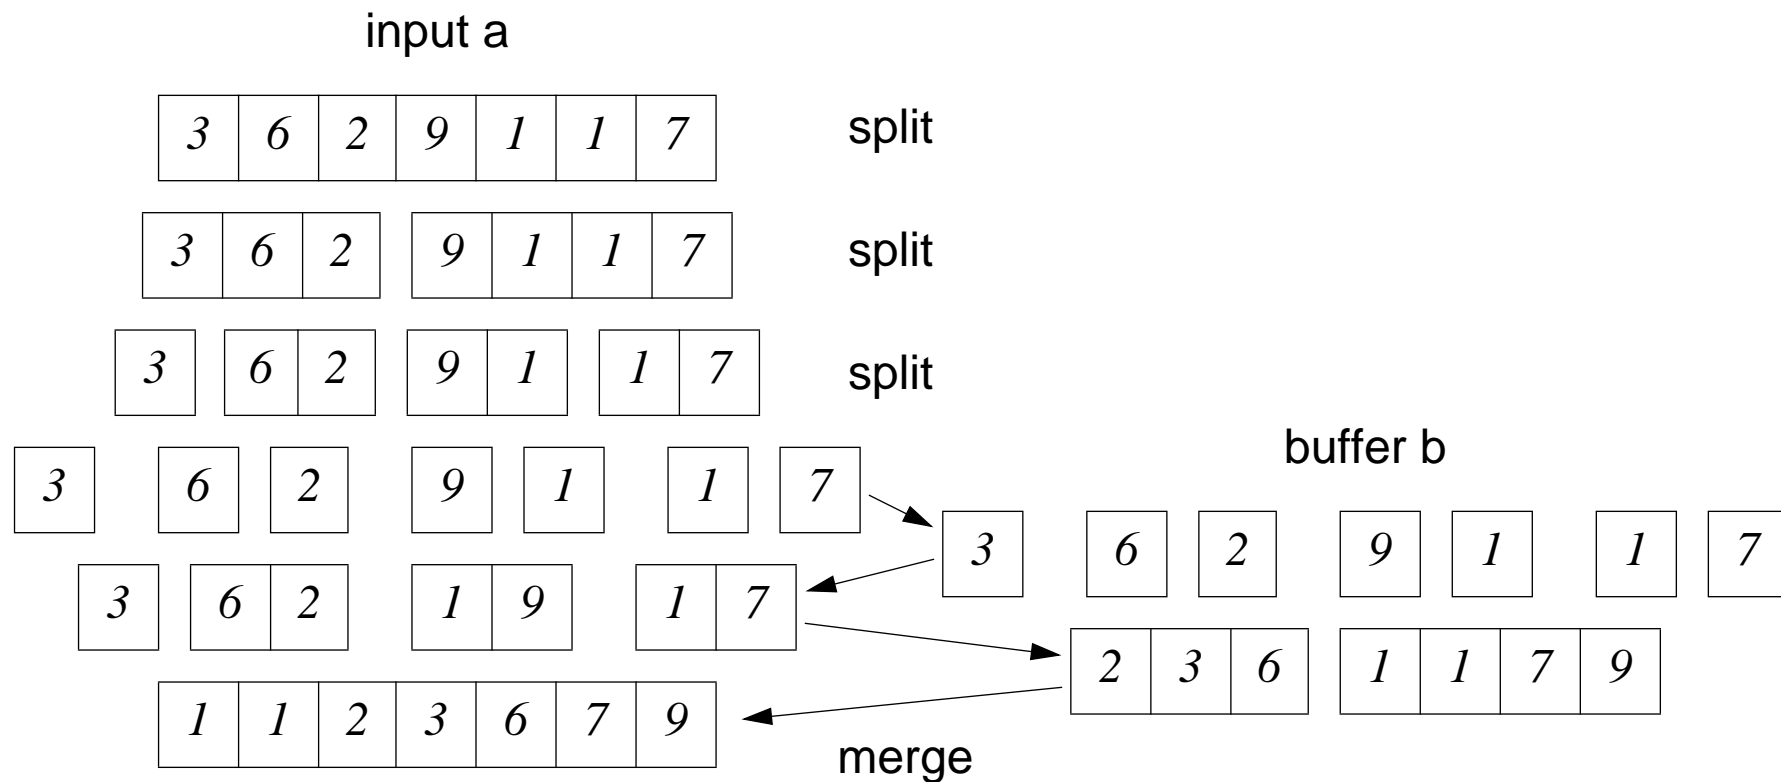 input a
3 6 2 9 1 1 7 split
3 6 2 9 1 1 7 split
3 6 2 9 1 1 7 split
buffer b
3 6 2 9 1 1 7
3 6 2 9 1 1 7
3 6 2 1 9 1 7
2 3 6 1 1 7 9
1 1 2 3 6 7 9
merge